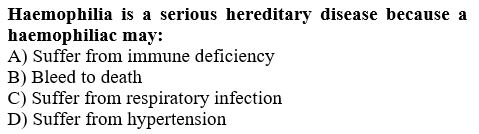 Haemophilia is a serious hereditary disease because a
haemophiliac may:
A) Suffer from immune deficiency
B) Bleed to death
C) Suffer from respiratory infection
D) Suffer from hypertension